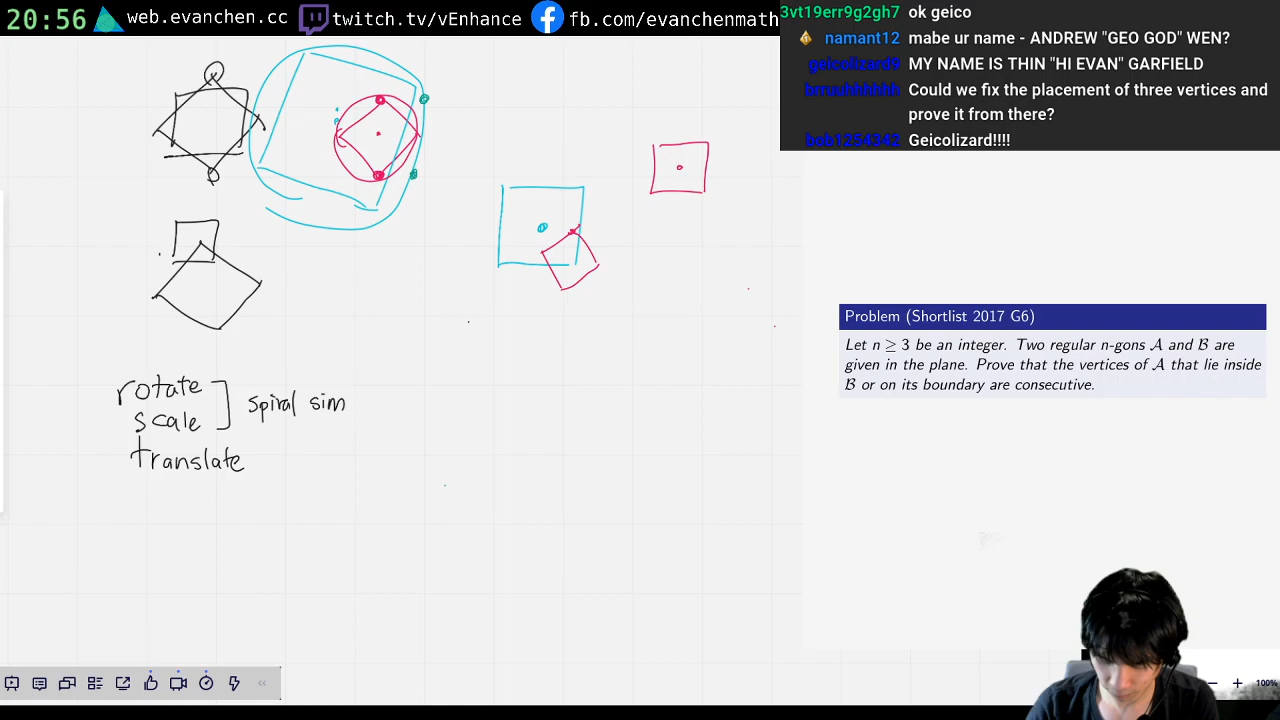 20:56 web.evanchen.cc twitch.tv/vEnhance fb.com/evanchenmath
3vt19err9g2gh7 ok geico
namant12 mabe ur name - ANDREW "GEO GOD" WEN?
geicolizard9 MY NAME IS THIN "HI EVAN" GARFIELD
brruuhhhhhh Could we fix the placement of three vertices and
prove it from there?
bob1254342 Geicolizard!!!!
Problem (Shortlist 2017 G6)
Let n ≥ 3 be an integer. Two regular n-gons 𝒜 and ℬ are
given in the plane. Prove that the vertices of 𝒜 that lie inside
ℬ or on its boundary are consecutive.
rotate
scale
spiral sim
translate
100%